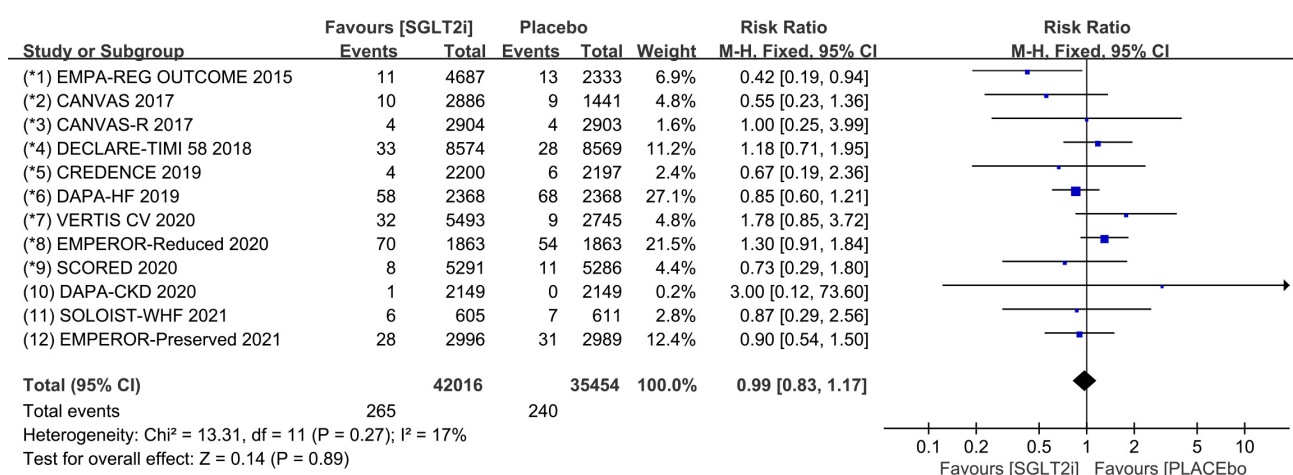 Favours [SGLT2i] Placebo Risk Ratio Risk Ratio
Study or Subgroup Events Total Events Total Weight M-H, Fixed, 95% CI M-H, Fixed, 95% CI
(*1) EMPA-REG OUTCOME 2015 11 4687 13 2333 6.9% 0.42 [0.19, 0.94]
(*2) CANVAS 2017 10 2886 9 1441 4.8% 0.55 [0.23, 1.36]
(*3) CANVAS-R 2017 4 2904 4 2903 1.6% 1.00 [0.25, 3.99]
(*4) DECLARE-TIMI 58 2018 33 8574 28 8569 11.2% 1.18 [0.71, 1.95]
(*5) CREDENCE 2019 4 2200 6 2197 2.4% 0.67 [0.19, 2.36]
(*6) DAPA-HF 2019 58 2368 68 2368 27.1% 0.85 [0.60, 1.21]
(*7) VERTIS CV 2020 32 5493 9 2745 4.8% 1.78 [0.85, 3.72]
(*8) EMPEROR-Reduced 2020 70 1863 54 1863 21.5% 1.30 [0.91, 1.84]
(*9) SCORED 2020 8 5291 11 5286 4.4% 0.73 [0.29, 1.80]
(10) DAPA-CKD 2020 1 2149 0 2149 0.2% 3.00 [0.12, 73.60]
(11) SOLOIST-WHF 2021 6 605 7 611 2.8% 0.87 [0.29, 2.56]
(12) EMPEROR-Preserved 2021 28 2996 31 2989 12.4% 0.90 [0.54, 1.50]
Total (95% CI) 42016 35454 100.0% 0.99 [0.83, 1.17]
Total events 265 240
Heterogeneity: Chi² = 13.31, df = 11 (P = 0.27); I² = 17%
Test for overall effect: Z = 0.14 (P = 0.89)
0.1 0.2 0.5 1 2 5 10
Favours [SGLT2i] Favours [PLACEbo